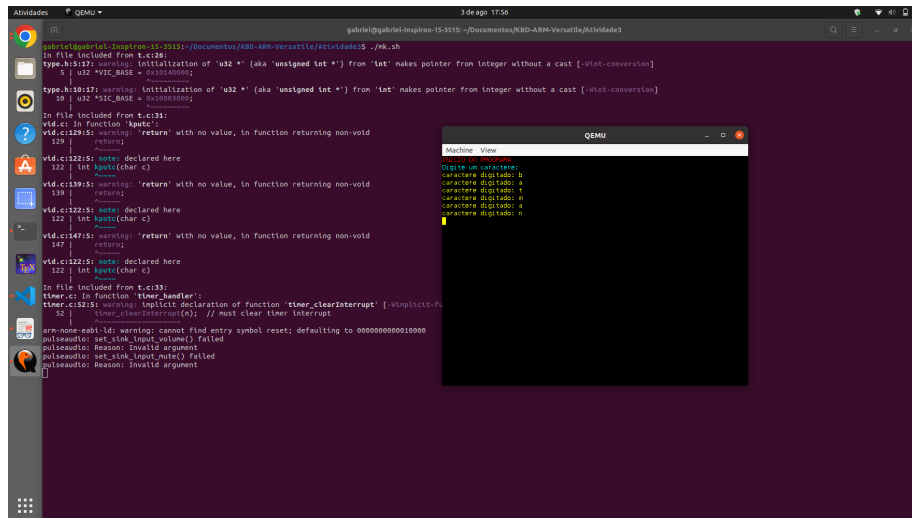 Atividades QEMU ▾ 3 de ago 17:56
gabriel@gabriel-Inspiron-15-3515: ~/Documentos/KBD-ARM-Versatile/Atividade3
gabriel@gabriel-Inspiron-15-3515:~/Documentos/KBD-ARM-Versatile/Atividade3$ ./mk.sh
In file included from t.c:26:
type.h:5:17: warning: initialization of 'u32 *' {aka 'unsigned int *'} from 'int' makes pointer from integer without a cast [-Wint-conversion]
5 | u32 *VIC_BASE = 0x10140000;
| ^~~~~~~~~~
type.h:10:17: warning: initialization of 'u32 *' {aka 'unsigned int *'} from 'int' makes pointer from integer without a cast [-Wint-conversion]
10 | u32 *SIC_BASE = 0x10003000;
| ^~~~~~~~~~
In file included from t.c:31:
vid.c: In function 'kputc':
vid.c:129:5: warning: 'return' with no value, in function returning non-void
129 | return;
| ^~~~~~
vid.c:122:5: note: declared here
122 | int kputc(char c)
| ^~~~~
vid.c:139:5: warning: 'return' with no value, in function returning non-void
139 | return;
| ^~~~~~
vid.c:122:5: note: declared here
122 | int kputc(char c)
| ^~~~~
vid.c:147:5: warning: 'return' with no value, in function returning non-void
147 | return;
| ^~~~~~
vid.c:122:5: note: declared here
122 | int kputc(char c)
| ^~~~~
In file included from t.c:33:
timer.c: In function 'timer_handler':
timer.c:52:5: warning: implicit declaration of function 'timer_clearInterrupt' [-Wimplicit-fu
52 | timer_clearInterrupt(n); // must clear timer interrupt
| ^~~~~~~~~~~~~~~~~~~~
arm-none-eabi-ld: warning: cannot find entry symbol reset; defaulting to 0000000000010000
pulseaudio: set_sink_input_volume() failed
pulseaudio: Reason: Invalid argument
pulseaudio: set_sink_input_mute() failed
pulseaudio: Reason: Invalid argument
QEMU
Machine View
INICIO DO PROGRAMA
Digite um caractere:
caractere digitado: b
caractere digitado: a
caractere digitado: t
caractere digitado: m
caractere digitado: a
caractere digitado: n